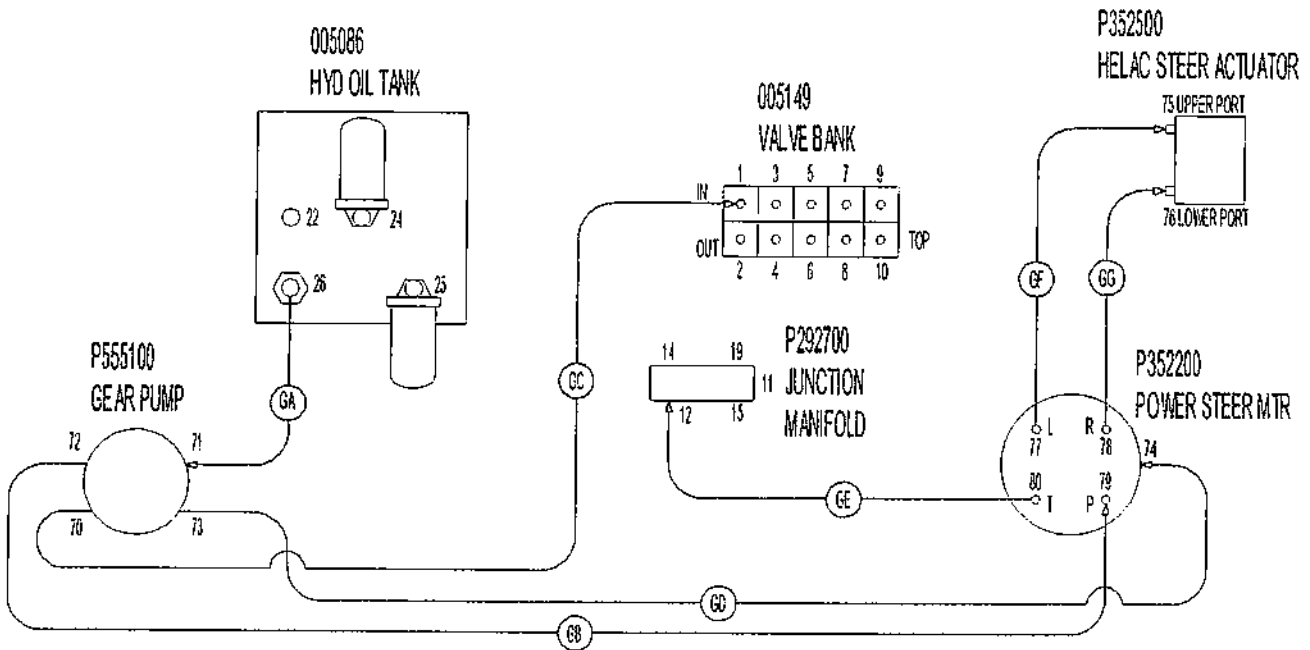 005086
HYD OIL TANK
22
24
26
25
005149
VALVE BANK
1 3 5 7 9
IN
OUT
TOP
2 4 6 8 10
P352500
HELAC STEER ACTUATOR
75 UPPER PORT
76 LOWER PORT
GF
GG
P555100
GEAR PUMP
72
71
70
73
GA
GC
P292700
JUNCTION
MANIFOLD
14
19
11
12
15
P352200
POWER STEER MTR
L
R
77
78
74
80
79
T
P
GE
GD
GB